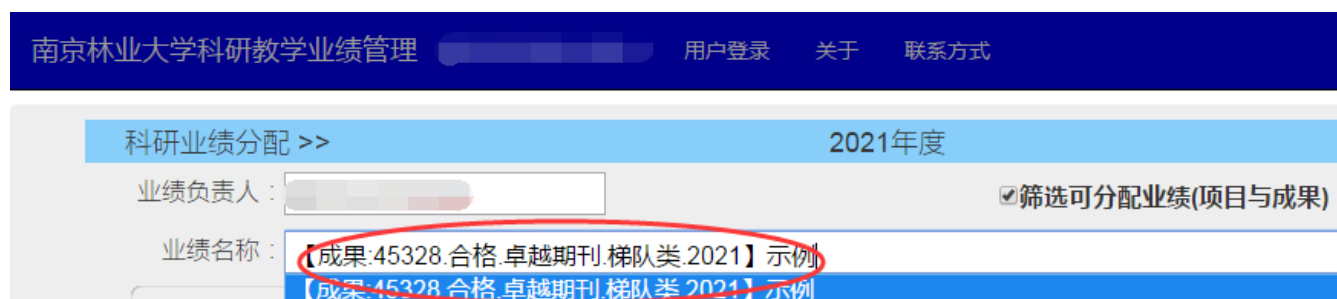 南京林业大学科研教学业绩管理 用户登录 关于 联系方式
科研业绩分配 >> 2021年度
业绩负责人： ☑筛选可分配业绩(项目与成果)
业绩名称： 【成果:45328.合格.卓越期刊.梯队类.2021】示例
【成果:45328.合格.卓越期刊.梯队类.2021】示例